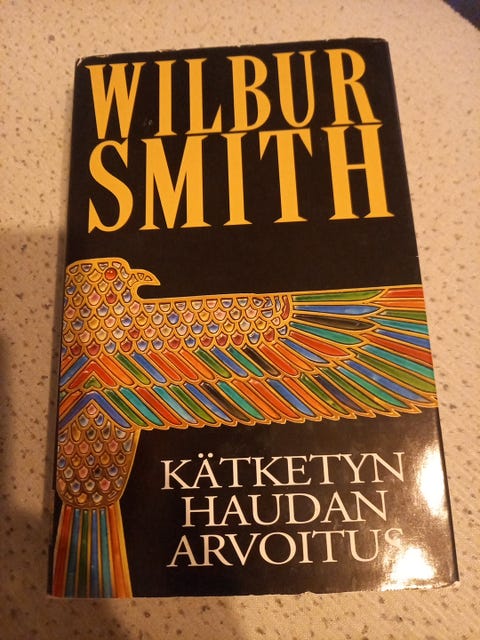 WILBUR
SMITH
KÄTKETYN
HAUDAN
ARVOITUS